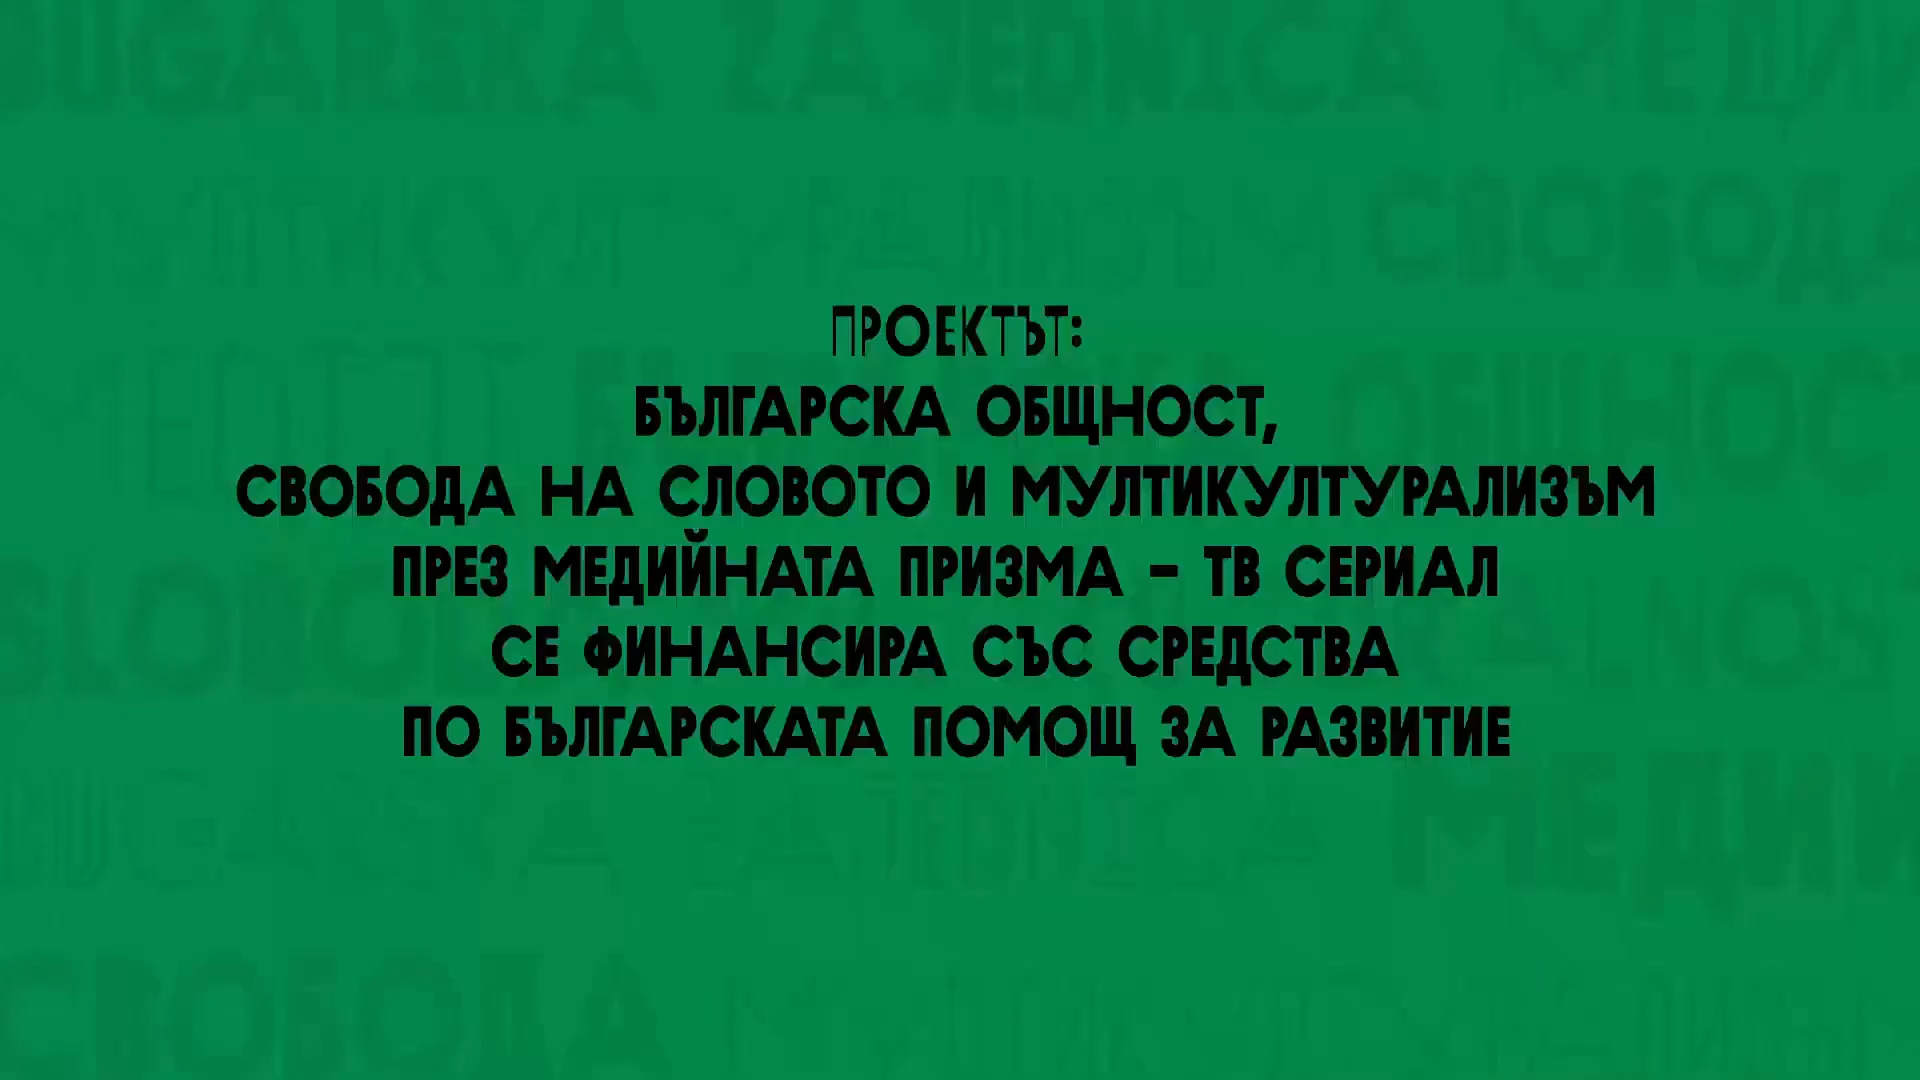 ПРОЕКТЪТ:
БЪЛГАРСКА ОБЩНОСТ,
СВОБОДА НА СЛОВОТО И МУЛТИКУЛТУРАЛИЗЪМ
ПРЕЗ МЕДИЙНАТА ПРИЗМА – ТВ СЕРИАЛ
СЕ ФИНАНСИРА СЪС СРЕДСТВА
ПО БЪЛГАРСКАТА ПОМОЩ ЗА РАЗВИТИЕ